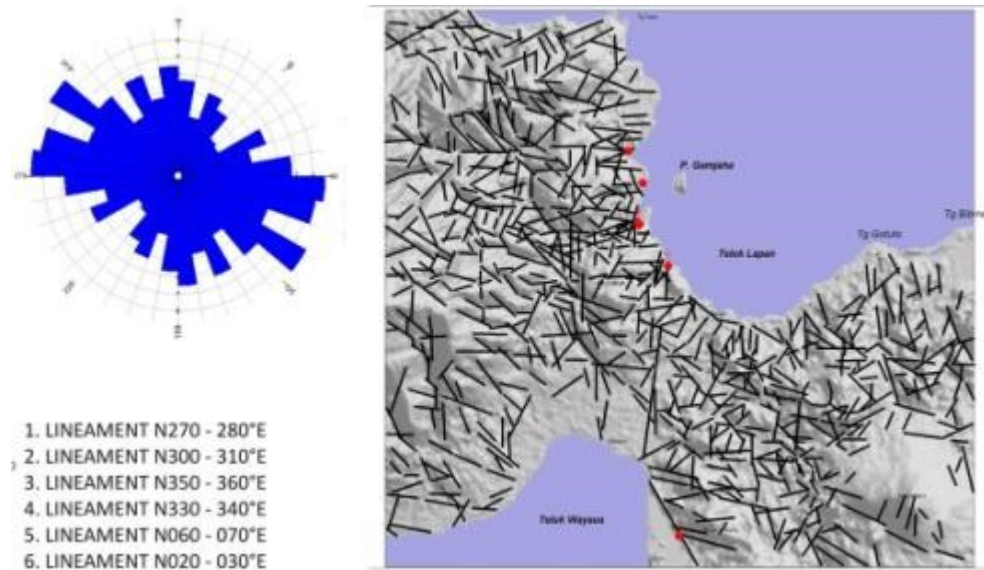 P. Gamjaha
Tg Gotuto
Teluk Lapan
Teluk Wayaua
1. LINEAMENT N270 - 280°E
2. LINEAMENT N300 - 310°E
3. LINEAMENT N350 - 360°E
4. LINEAMENT N330 - 340°E
5. LINEAMENT N060 - 070°E
6. LINEAMENT N020 - 030°E